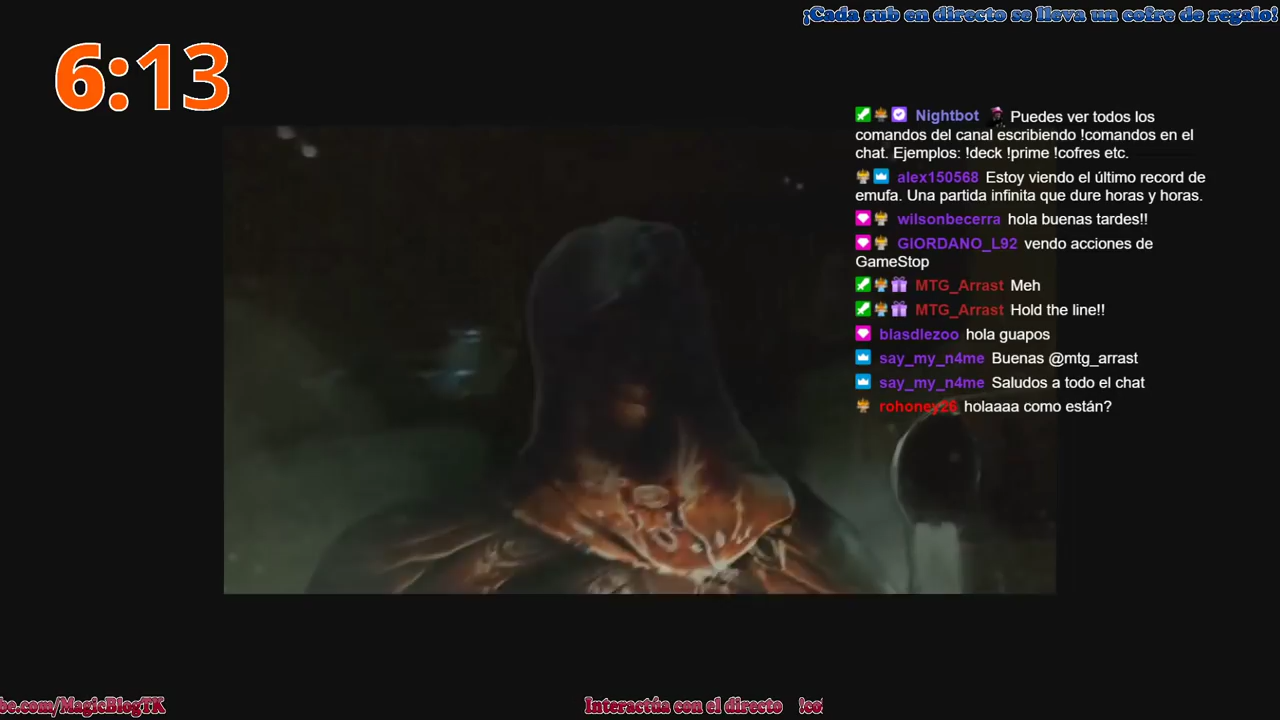 ¡Cada sub en directo se lleva un cofre de regalo!
6:13
Nightbot Puedes ver todos los
comandos del canal escribiendo !comandos en el
chat. Ejemplos: !deck !prime !cofres etc.
alex150568 Estoy viendo el último record de
emufa. Una partida infinita que dure horas y horas.
wilsonbecerra hola buenas tardes!!
GIORDANO_L92 vendo acciones de
GameStop
MTG_Arrast Meh
MTG_Arrast Hold the line!!
blasdlezoo hola guapos
say_my_n4me Buenas @mtg_arrast
say_my_n4me Saludos a todo el chat
rohoney26 holaaaa como están?
be.com/MagicBlogTK
Interactúa con el directo !co